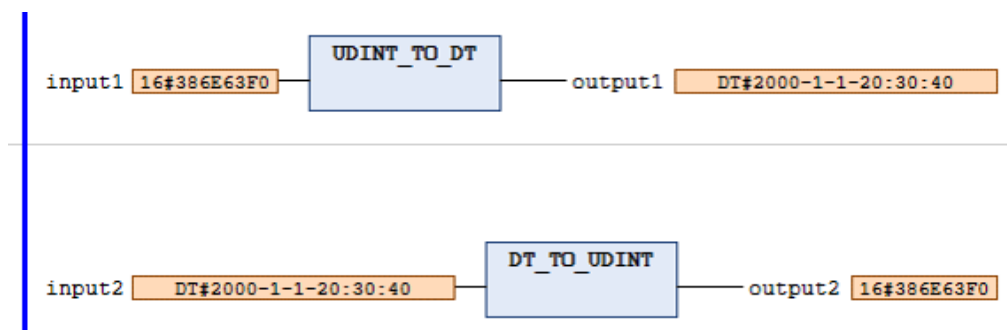 UDINT_TO_DT
input1 16#386E63F0 output1 DT#2000-1-1-20:30:40
DT_TO_UDINT
input2 DT#2000-1-1-20:30:40 output2 16#386E63F0